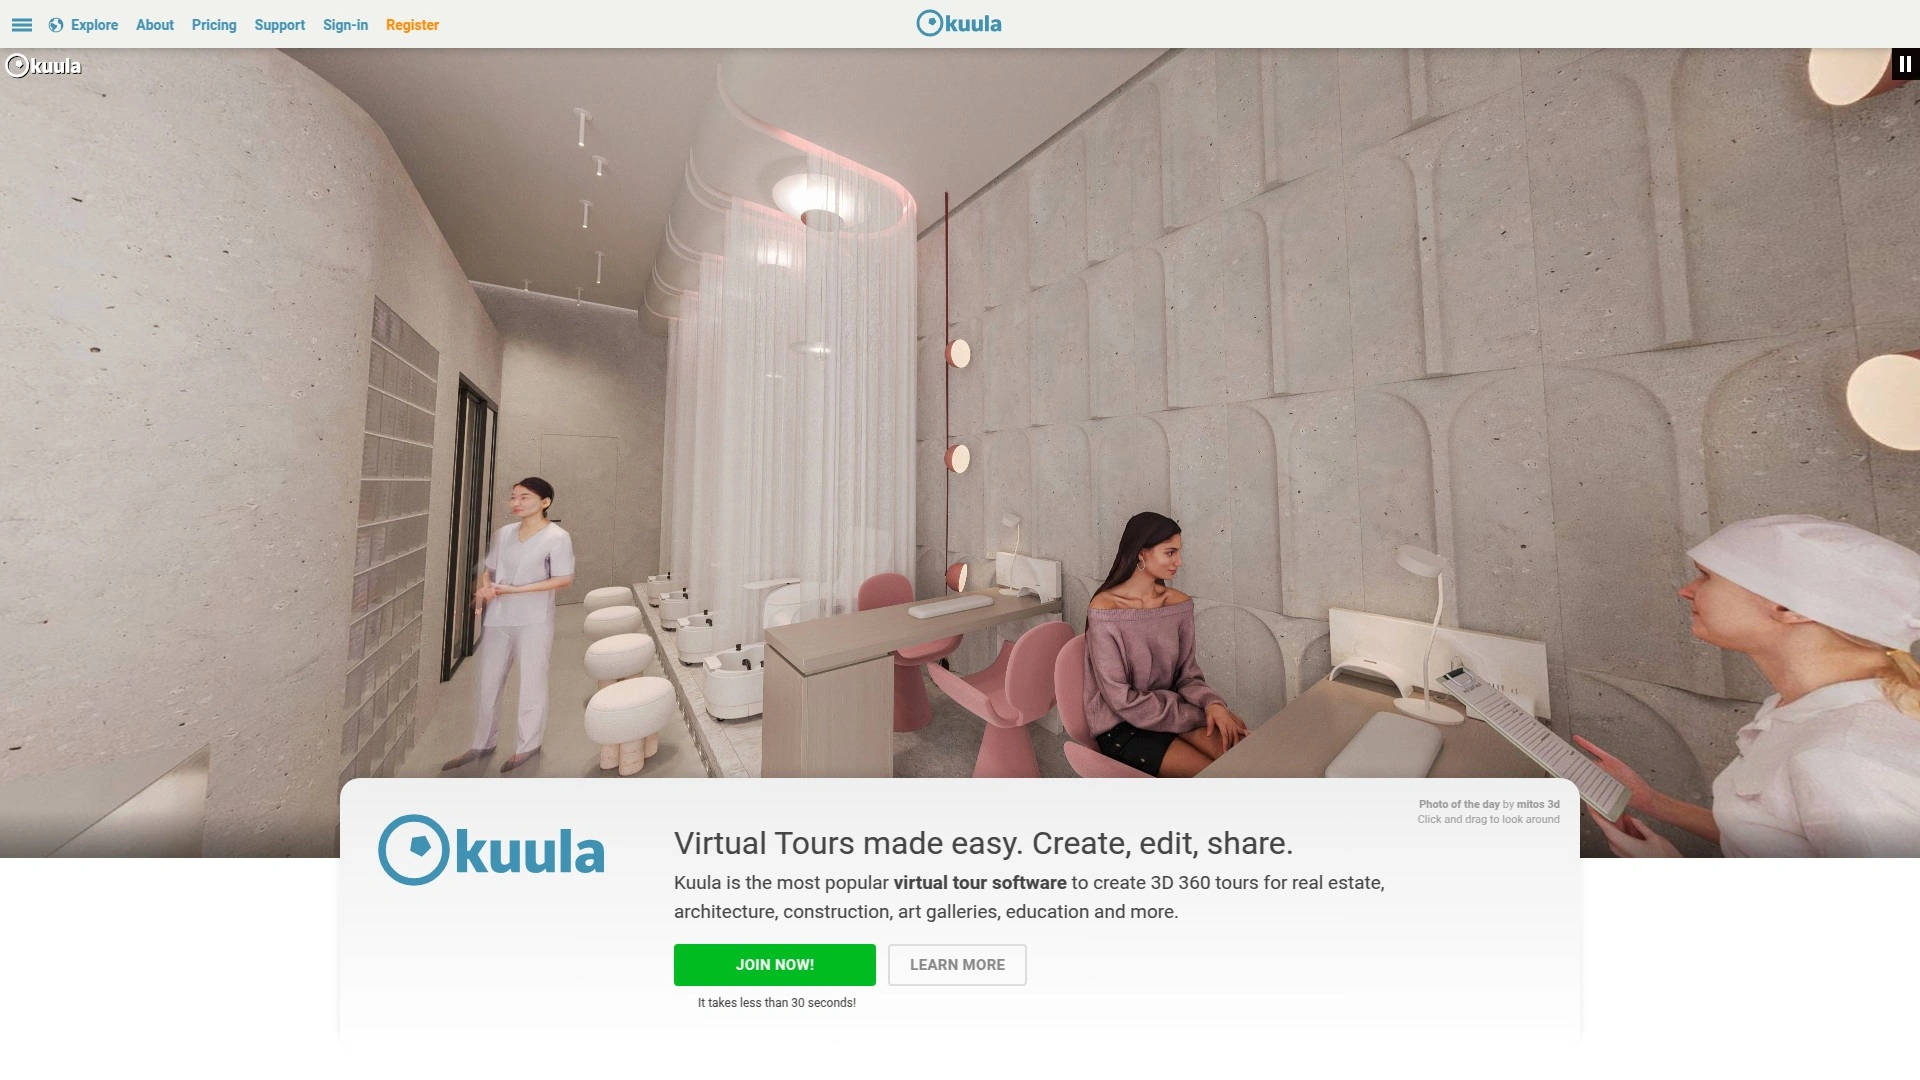 Explore About Pricing Support Sign-in Register
kuula
kuula
Photo of the day by mitos 3d
Click and drag to look around
kuula
Virtual Tours made easy. Create, edit, share.
Kuula is the most popular virtual tour software to create 3D 360 tours for real estate,
architecture, construction, art galleries, education and more.
JOIN NOW! LEARN MORE
It takes less than 30 seconds!